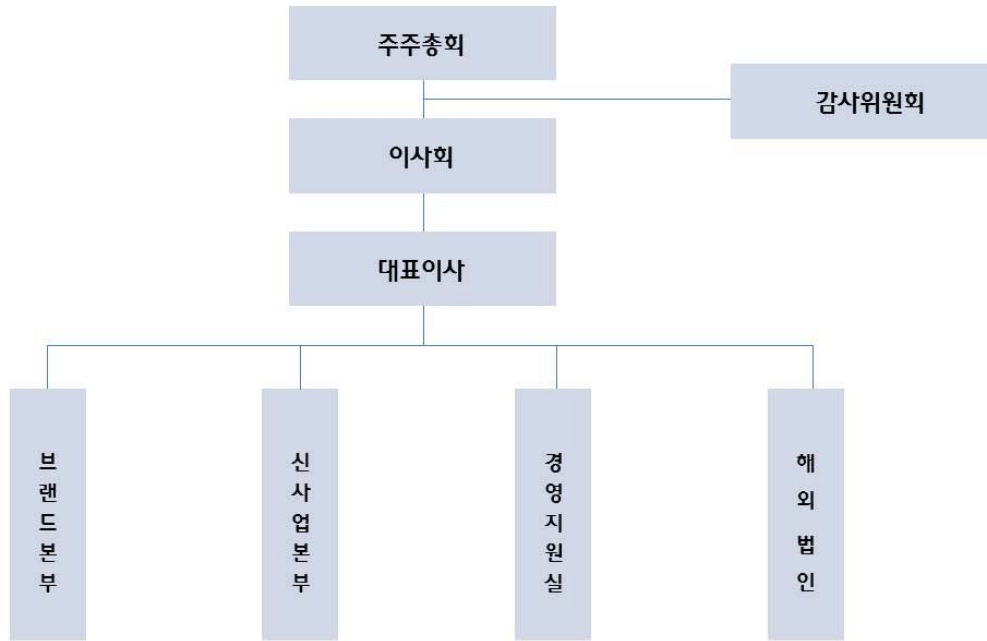 주주총회
감사위원회
이사회
대표이사
브랜드본부
신사업본부
경영지원실
해외법인